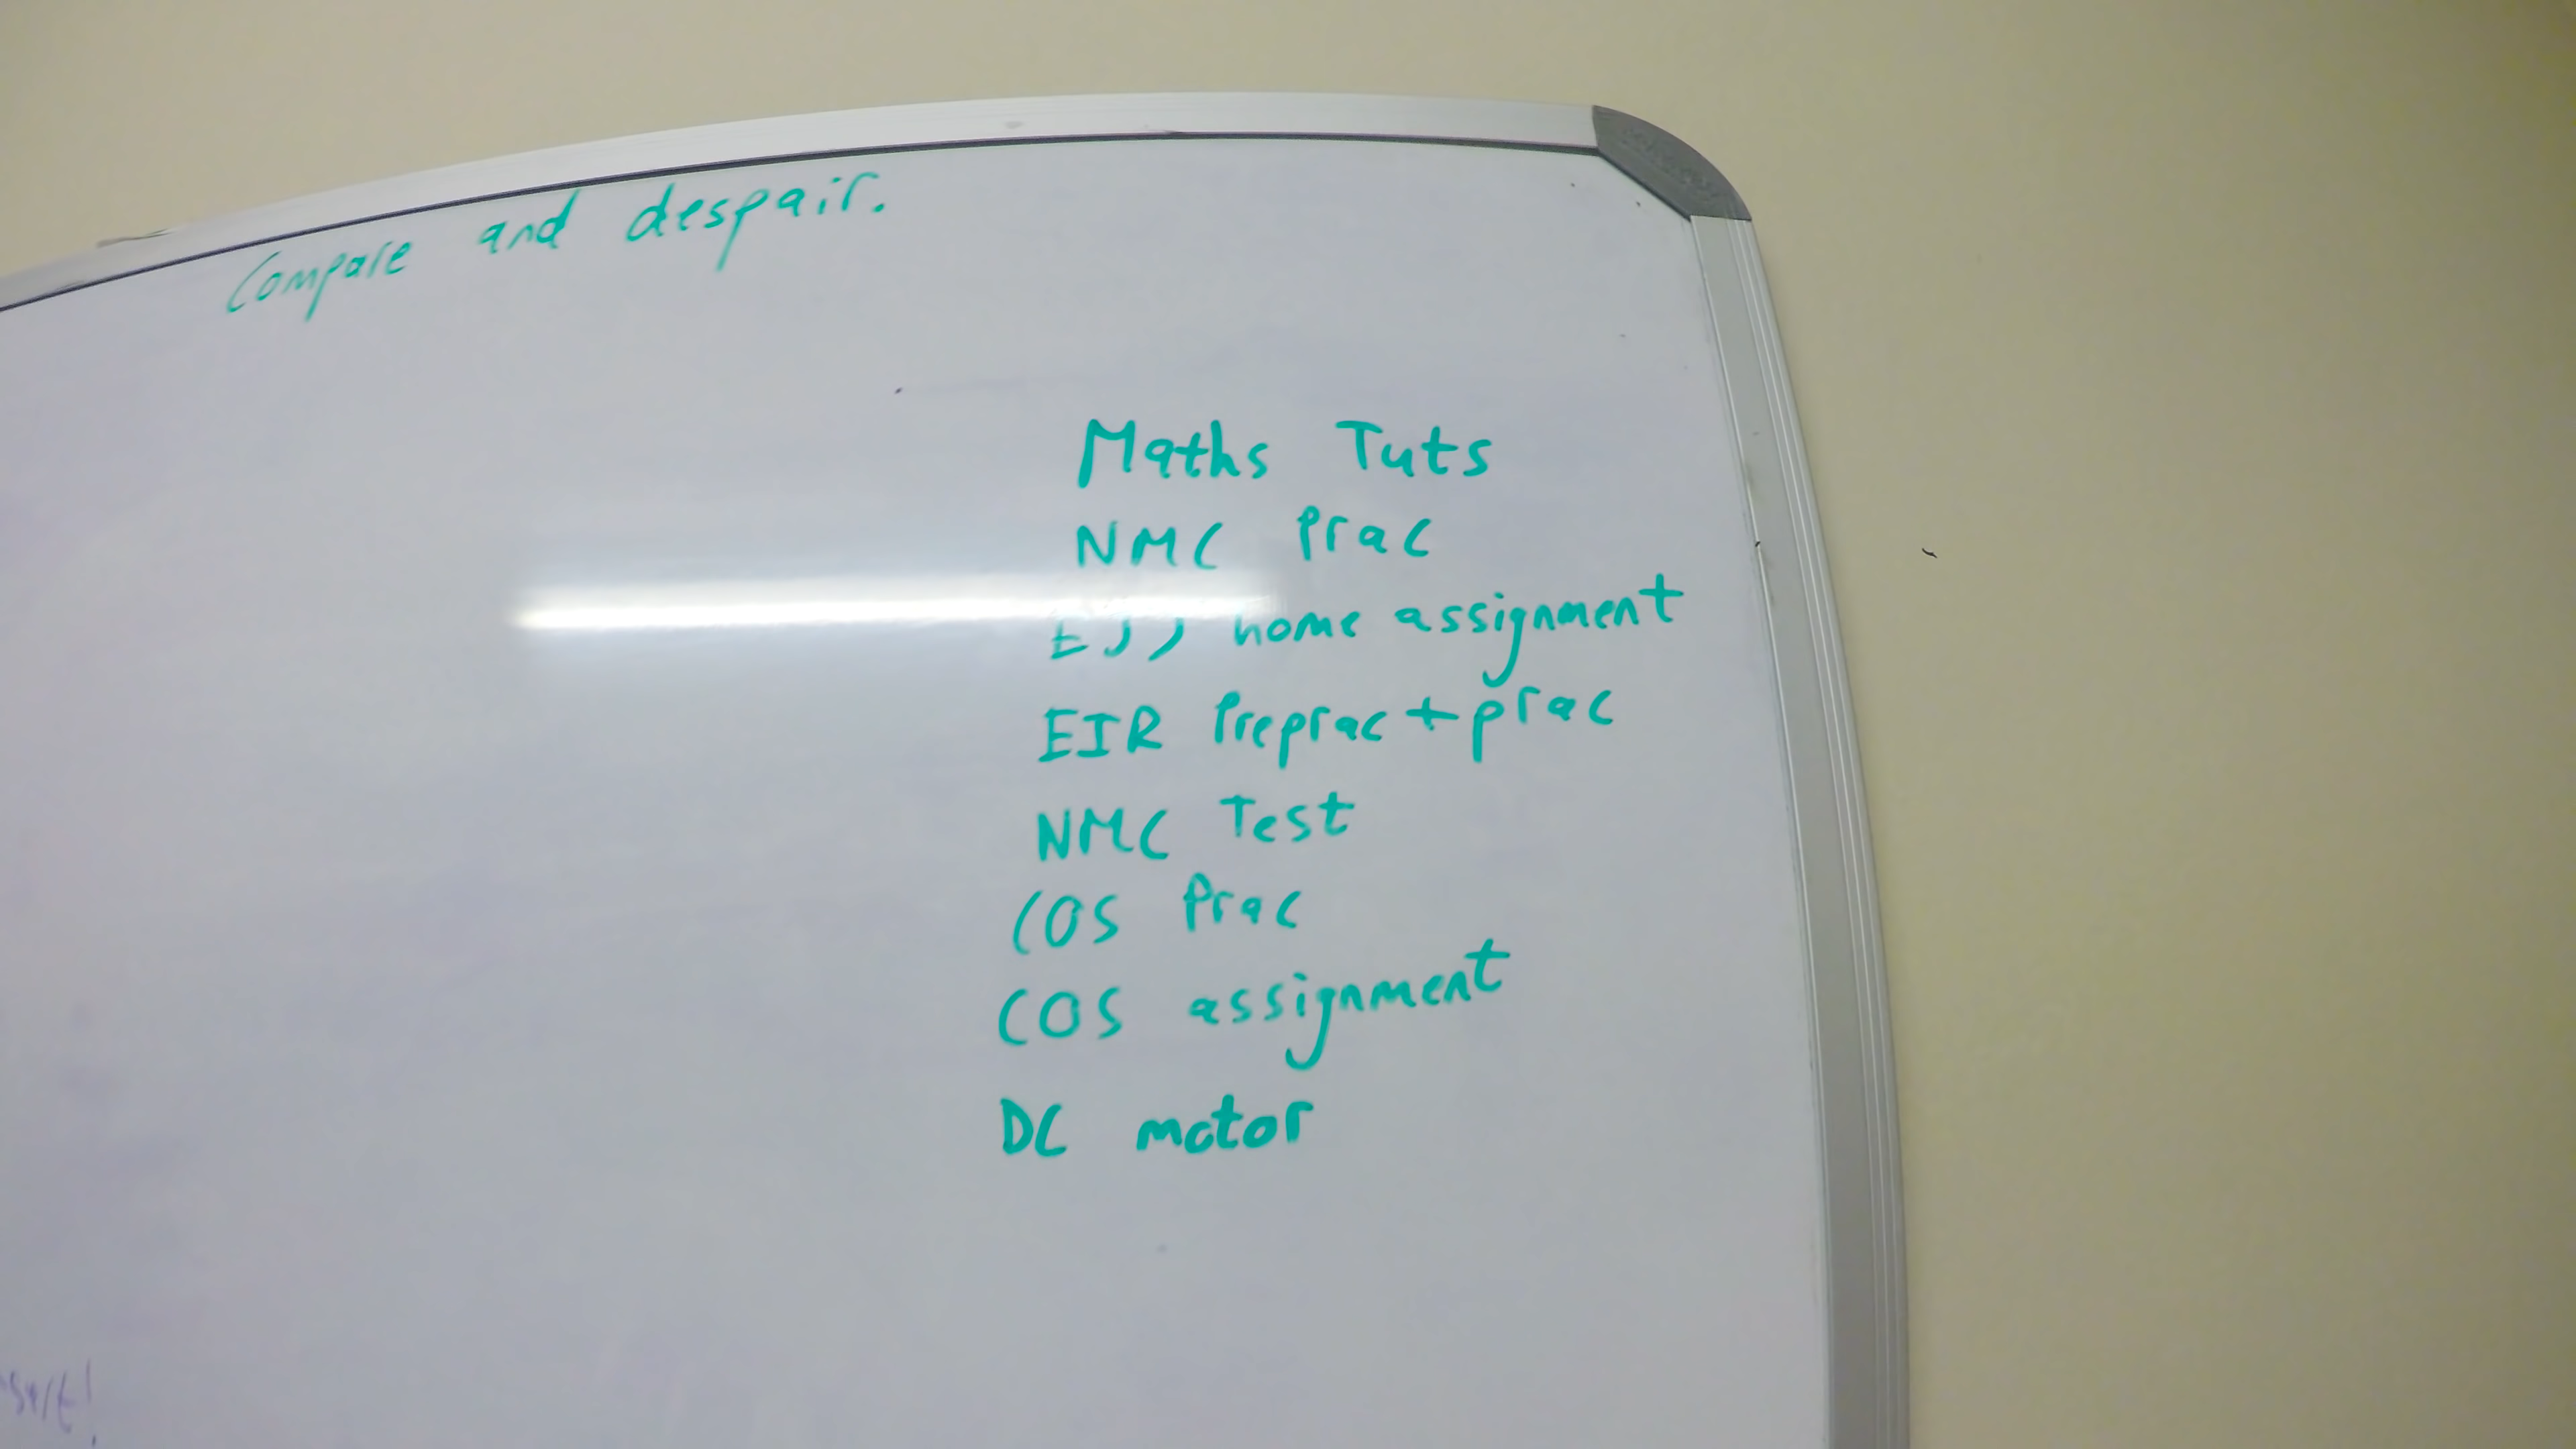 Compare and despair.
Maths Tuts
NMC Prac
home assignment
EIR Preprac + prac
NMC Test
COS Prac
COS assignment
DC motor